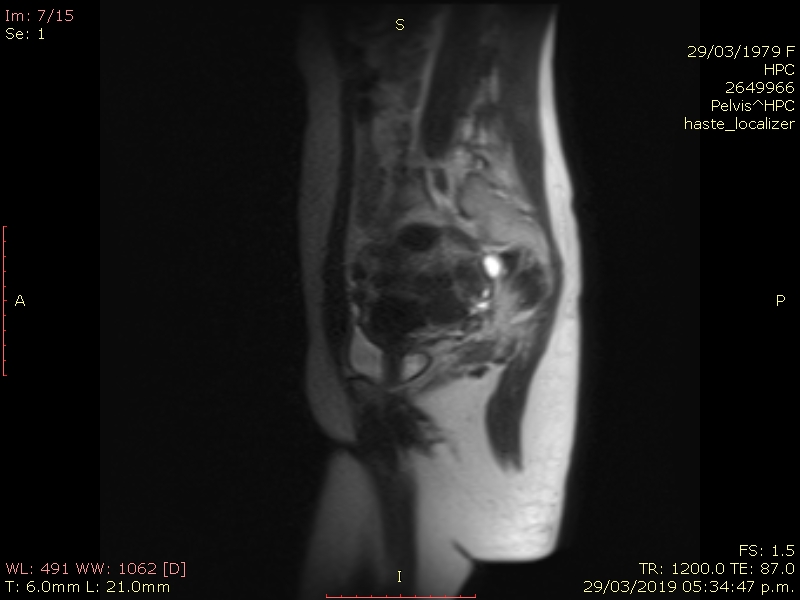 Im: 7/15
Se: 1
S
29/03/1979 F
HPC
2649966
Pelvis^HPC
haste_localizer
A
P
WL: 491 WW: 1062 [D]
T: 6.0mm L: 21.0mm
I
FS: 1.5
TR: 1200.0 TE: 87.0
29/03/2019 05:34:47 p.m.